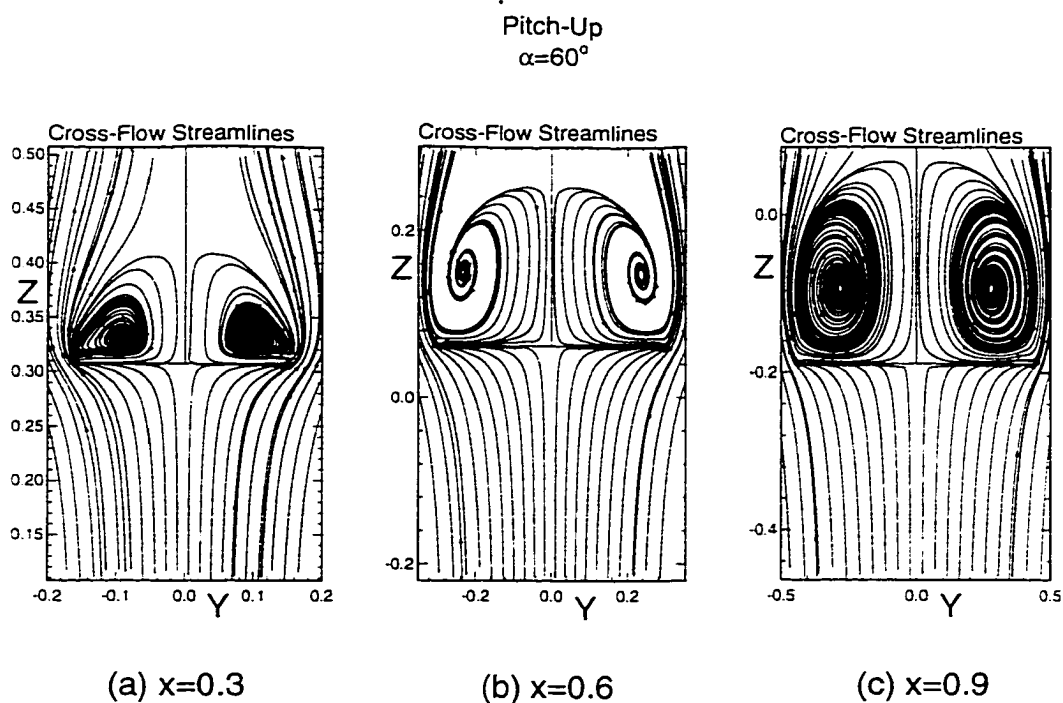 Pitch-Up
α=60°
Cross-Flow Streamlines
0.50
0.45
0.40
Z
0.35
0.30
0.25
0.20
0.15
-0.2
-0.1
0.0
Y
0.1
0.2
(a) x=0.3
Cross-Flow Streamlines
0.2
Z
0.0
-0.2
-0.2
0.0
Y
0.2
(b) x=0.6
Cross-Flow Streamlines
0.0
Z
-0.2
-0.4
-0.5
0.0
Y
0.5
(c) x=0.9